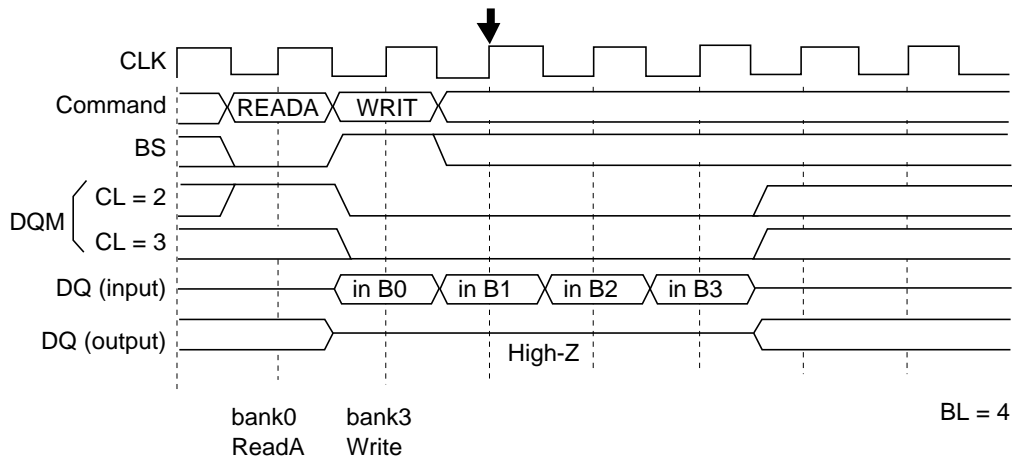 CLK
Command READA WRIT
BS
CL = 2
DQM
CL = 3
DQ (input) in B0 in B1 in B2 in B3
DQ (output)
High-Z
bank0 bank3 BL = 4
ReadA Write